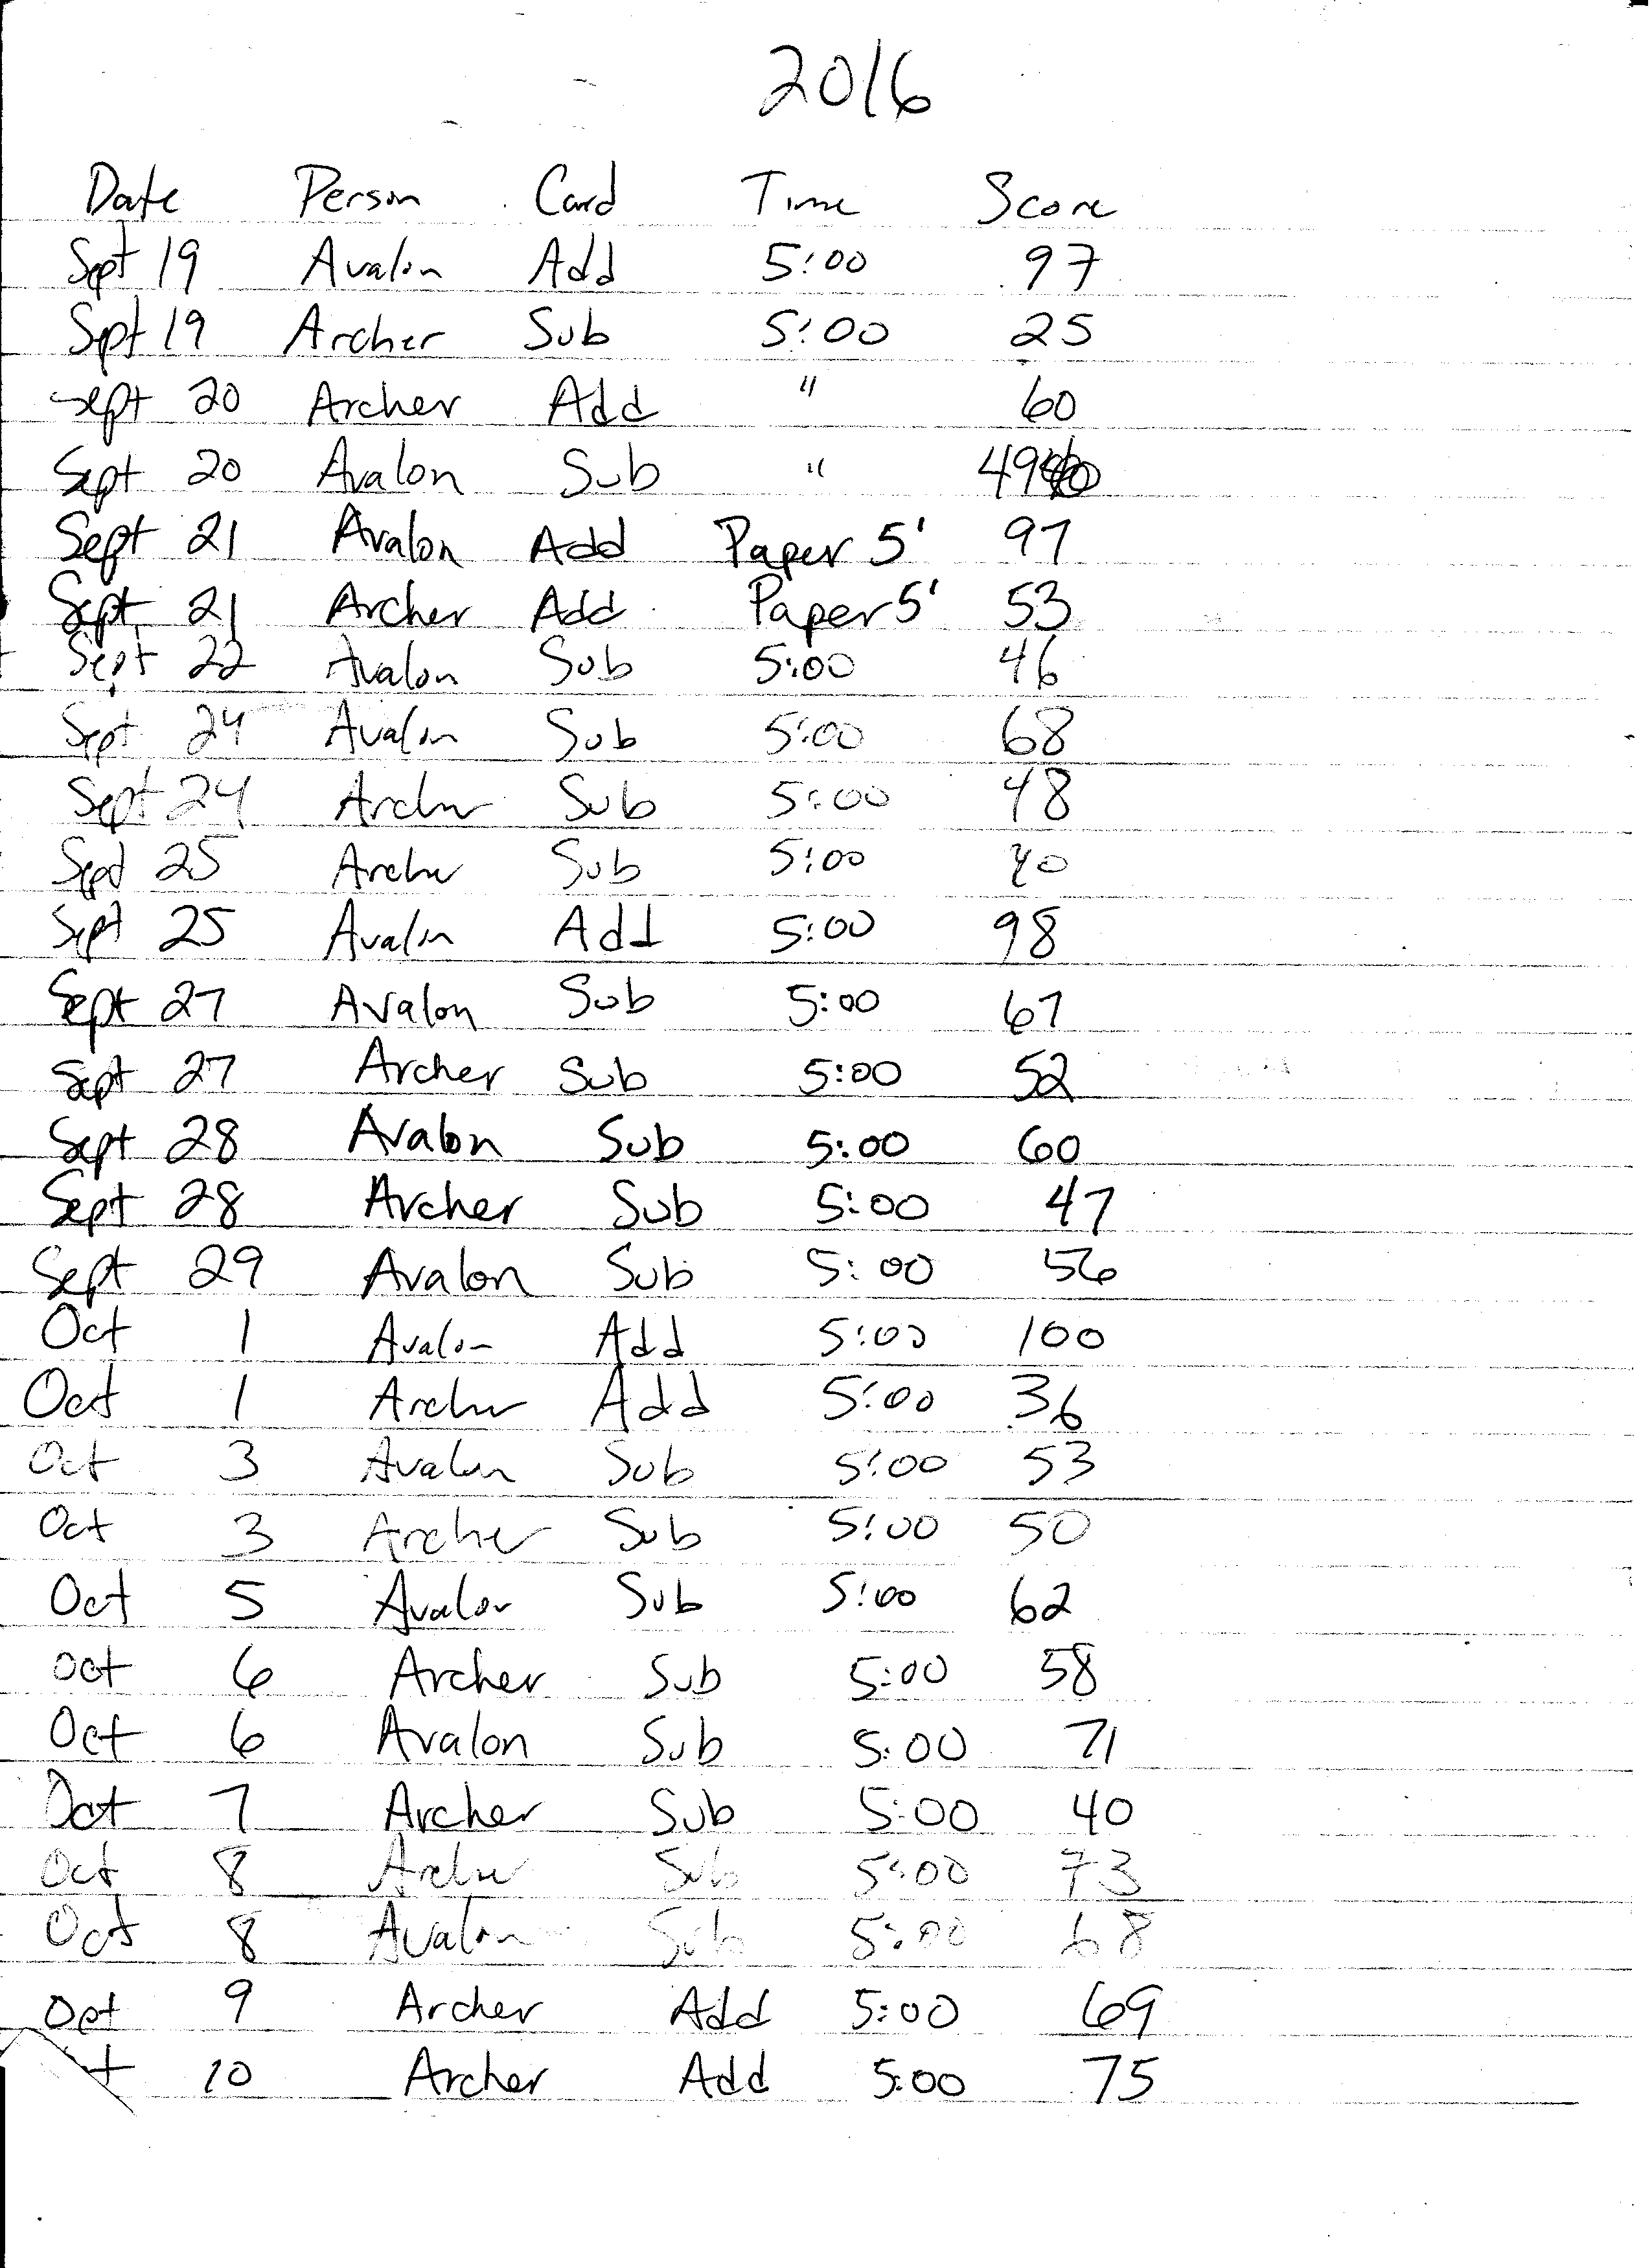 2016
Date Person Card Time Score
Sept 19 Avalon Add 5:00 97
Sept 19 Archer Sub 5:00 25
Sept 20 Archer Add " 60
Sept 20 Avalon Sub " 49
Sept 21 Avalon Add Paper 5' 97
Sept 21 Archer Add Paper 5' 53
Sept 22 Avalon Sub 5:00 46
Sept 24 Avalon Sub 5:00 68
Sept 24 Archer Sub 5:00 48
Sept 25 Archer Sub 5:00
Sept 25 Avalon Add 5:00 98
Sept 27 Avalon Sub 5:00 67
Sept 27 Archer Sub 5:00 52
Sept 28 Avalon Sub 5:00 60
Sept 28 Archer Sub 5:00 47
Sept 29 Avalon Sub 5:00 56
Oct 1 Avalon Add 5:00 100
Oct 1 Archer Add 5:00 36
Oct 3 Avalon Sub 5:00 53
Oct 3 Archer Sub 5:00 50
Oct 5 Avalon Sub 5:00 62
Oct 6 Archer Sub 5:00 58
Oct 6 Avalon Sub 5:00 71
Oct 7 Archer Sub 5:00 40
Oct 8 Archer Sub 5:00 73
Oct 8 Avalon Sub 5:00 68
Oct 9 Archer Add 5:00 69
t 10 Archer Add 5:00 75